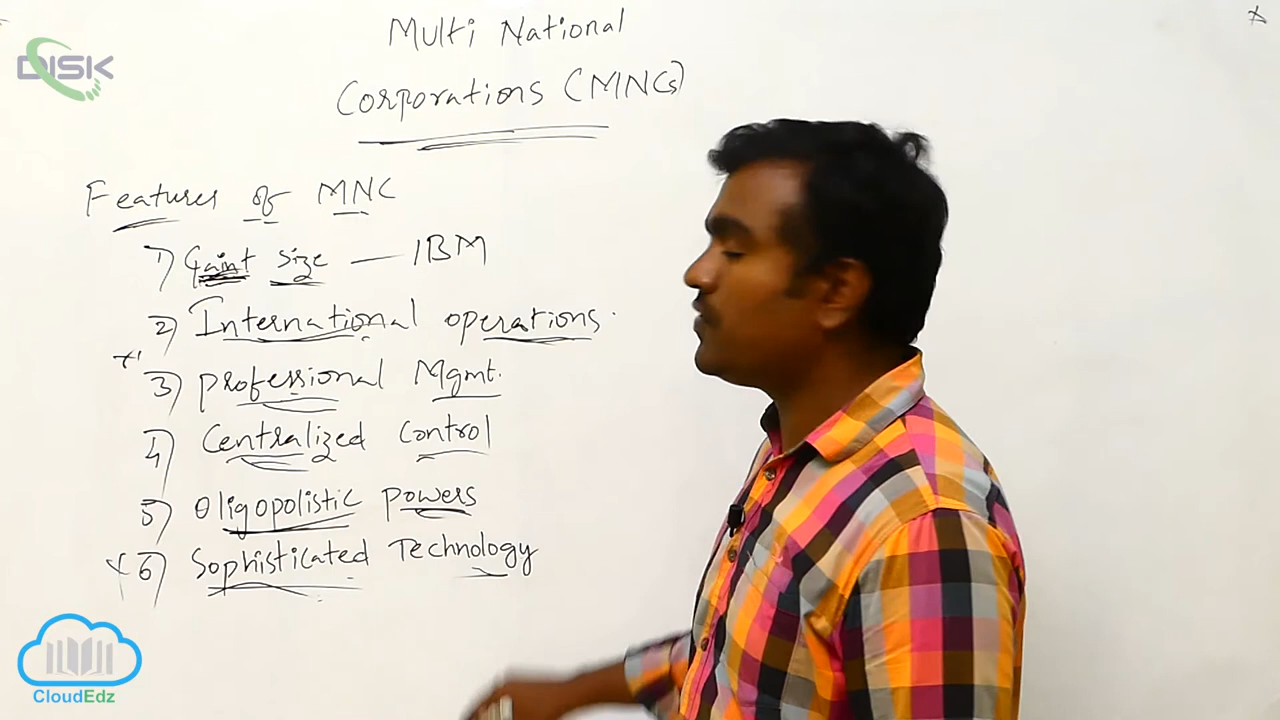 DISK
Multi National
Corporations (MNCs)
Features of MNC
1) Gaint size — IBM
2) International operations.
3) Professional Mgmt.
4) Centralized control
5) Oligopolistic powers
6) Sophisticated Technology
CloudEdz